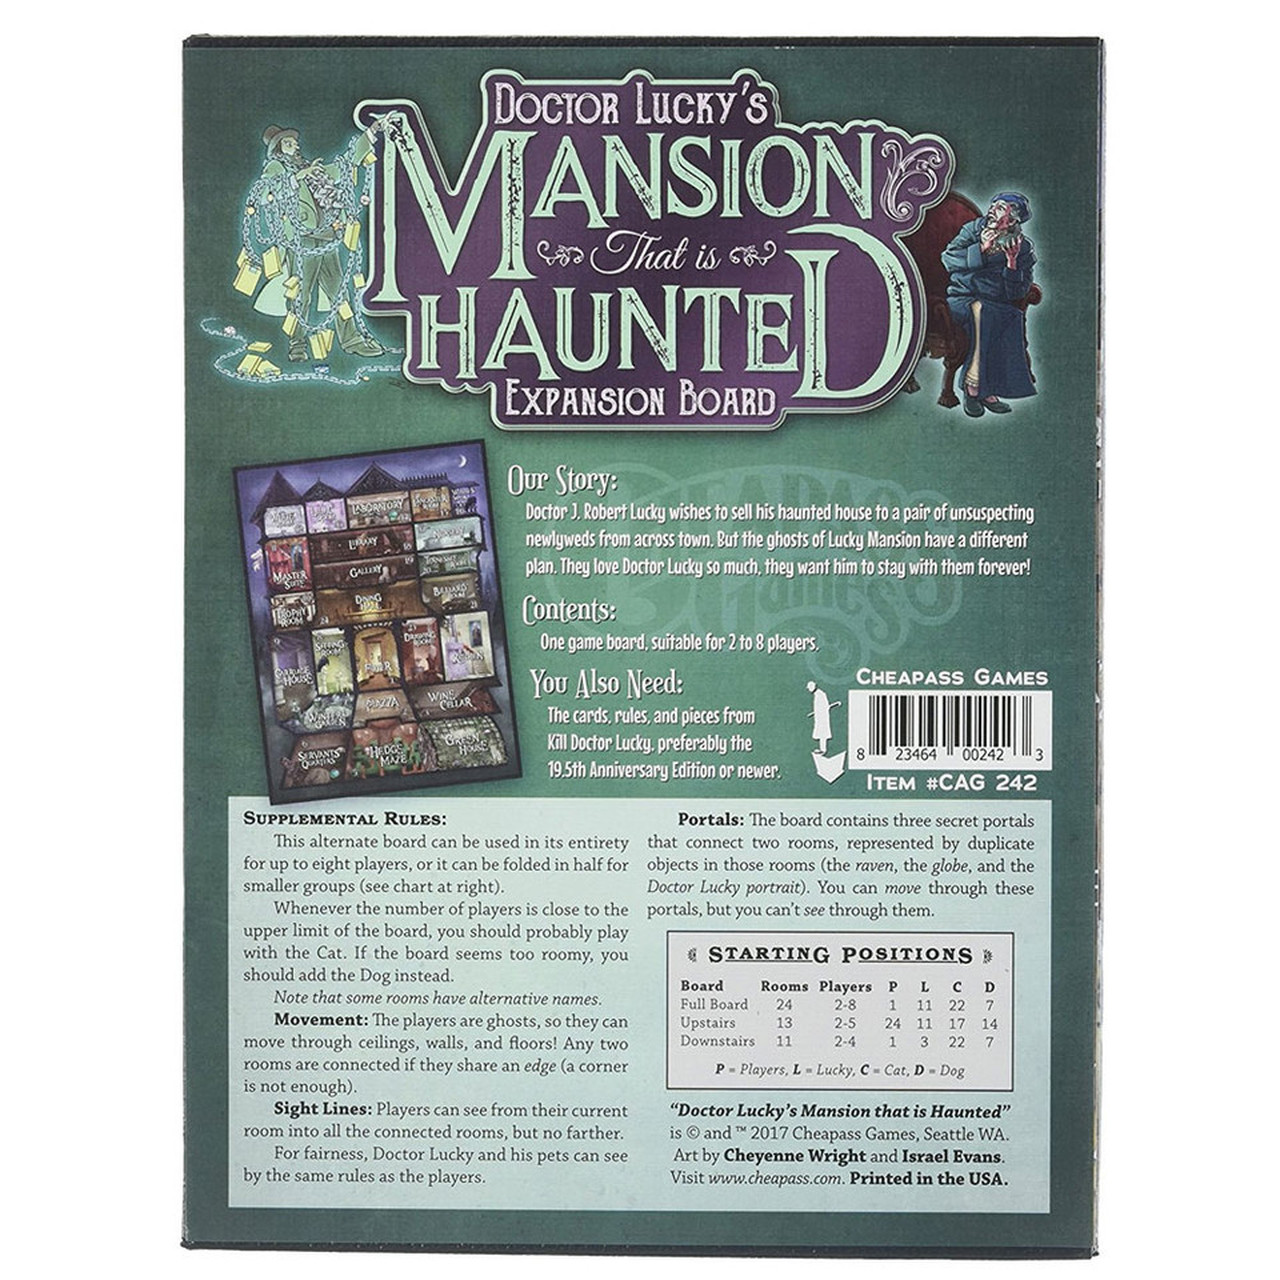 DOCTOR LUCKY'S
MANSION
That is
HAUNTED
EXPANSION BOARD
LABORATORY
LIBRARY
GALLERY
MASTER SUITE
DINING HALL
TROPHY ROOM
BILLIARD ROOM
SITTING ROOM
DRAWING ROOM
CARRIAGE HOUSE
FOYER
KITCHEN
WINTER GARDEN
PIAZZA
WINE CELLAR
SERVANTS' QUARTERS
HEDGE MAZE
GREEN HOUSE
Our Story:
Doctor J. Robert Lucky wishes to sell his haunted house to a pair of unsuspecting
newlyweds from across town. But the ghosts of Lucky Mansion have a different
plan. They love Doctor Lucky so much, they want him to stay with them forever!
Contents:
One game board, suitable for 2 to 8 players.
You Also Need:
The cards, rules, and pieces from
Kill Doctor Lucky, preferably the
19.5th Anniversary Edition or newer.
CHEAPASS GAMES
8 23464 00242 3
ITEM #CAG 242
SUPPLEMENTAL RULES:
This alternate board can be used in its entirety
for up to eight players, or it can be folded in half for
smaller groups (see chart at right).
Whenever the number of players is close to the
upper limit of the board, you should probably play
with the Cat. If the board seems too roomy, you
should add the Dog instead.
Note that some rooms have alternative names.
Movement: The players are ghosts, so they can
move through ceilings, walls, and floors! Any two
rooms are connected if they share an edge (a corner
is not enough).
Sight Lines: Players can see from their current
room into all the connected rooms, but no farther.
For fairness, Doctor Lucky and his pets can see
by the same rules as the players.
Portals: The board contains three secret portals
that connect two rooms, represented by duplicate
objects in those rooms (the raven, the globe, and the
Doctor Lucky portrait). You can move through these
portals, but you can't see through them.
STARTING POSITIONS
Board Rooms Players P L C D
Full Board 24 2-8 1 11 22 7
Upstairs 13 2-5 24 11 17 14
Downstairs 11 2-4 1 3 22 7
P = Players, L = Lucky, C = Cat, D = Dog
"Doctor Lucky's Mansion that is Haunted"
is © and ™ 2017 Cheapass Games, Seattle WA.
Art by Cheyenne Wright and Israel Evans.
Visit www.cheapass.com. Printed in the USA.